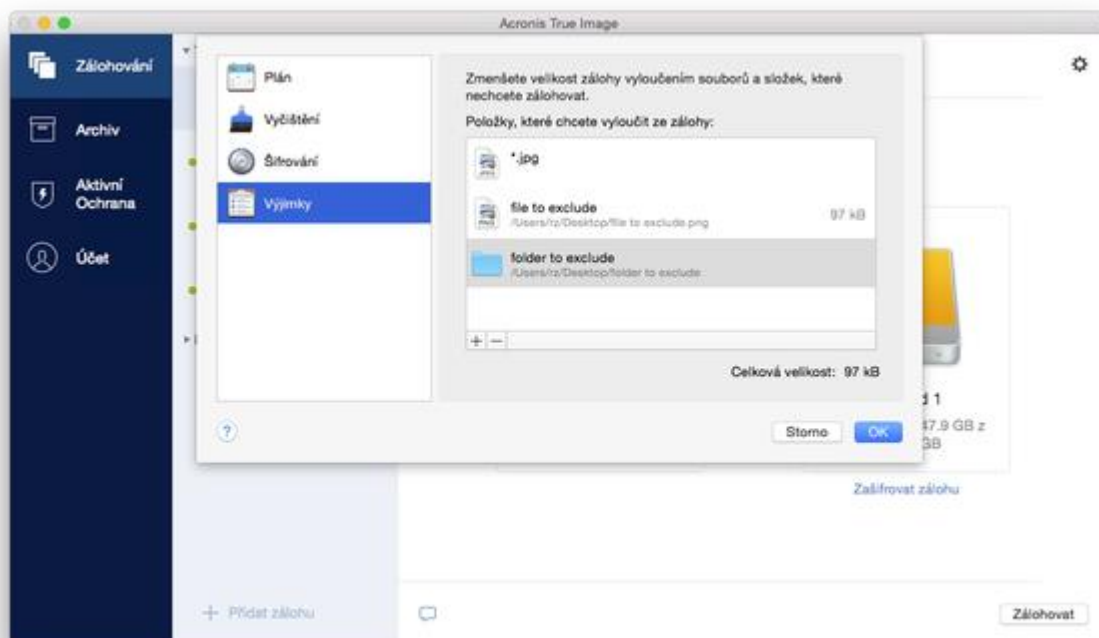 Acronis True Image
Zálohování
Archiv
Aktivní
Ochrana
Účet
Plán
Vyčištění
Šifrování
Výjimky
Zmenšete velikost zálohy vyloučením souborů a složek, které
nechcete zálohovat.
Položky, které chcete vyloučit ze zálohy:
*.jpg
file to exclude
/Users/rz/Desktop/file to exclude.png
97 kB
folder to exclude
/Users/rz/Desktop/folder to exclude
+ −
Celková velikost: 97 kB
?
Storno
OK
d 1
47.9 GB z
GB
Zašifrovat zálohu
+ Přidat zálohu
Zálohovat